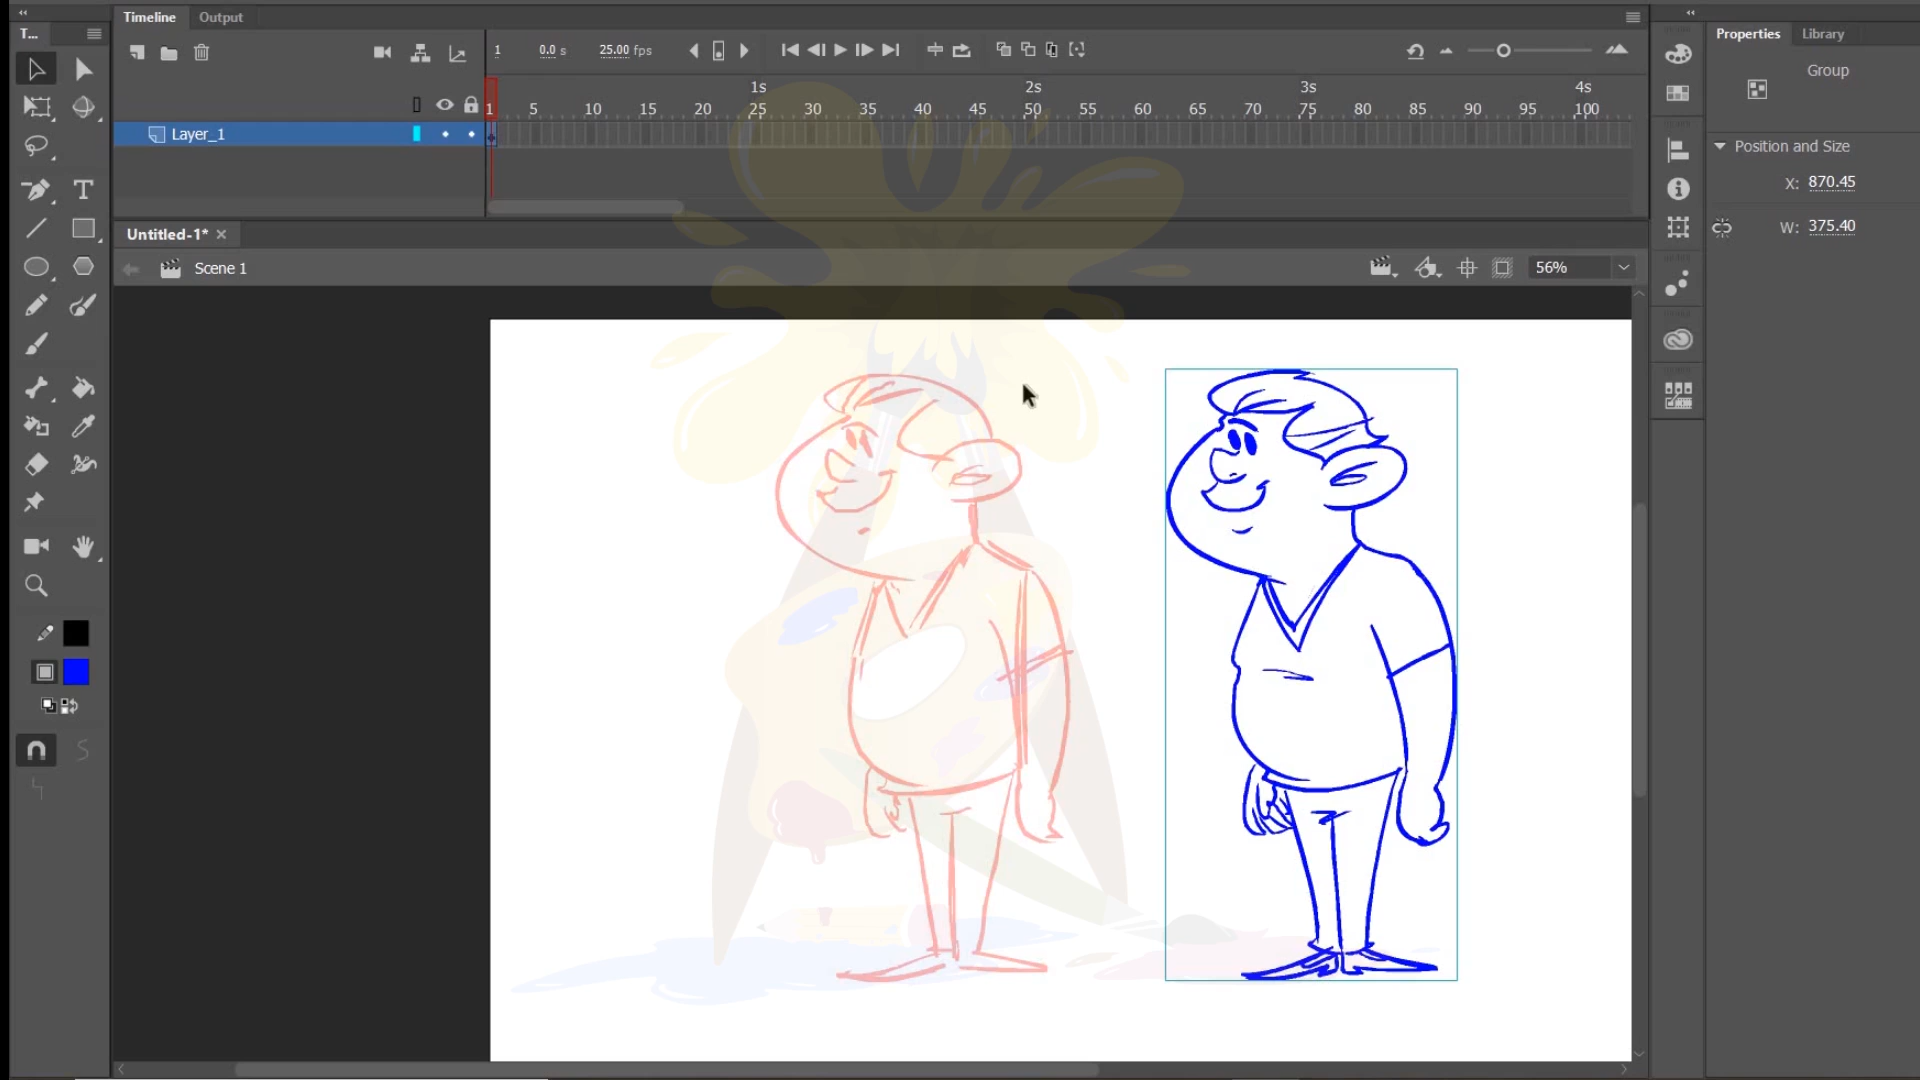 T...
Timeline Output
1 0.0 s 25.00 fps
1s 2s 3s 4s
1 5 10 15 20 25 30 35 40 45 50 55 60 65 70 75 80 85 90 95 100
Layer_1
Untitled-1*
Scene 1
56%
Properties Library
Group
Position and Size
X: 870.45
W: 375.40